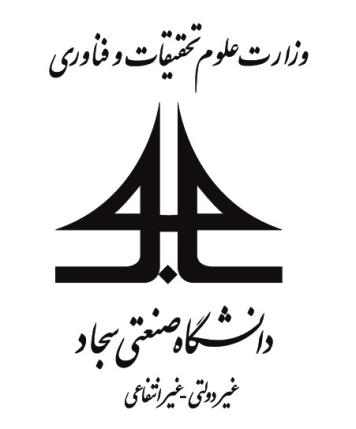 وزارت علوم تحقیقات و فناوری
دانشگاه صنعتی سجاد
غیردولتی-غیرانتفاعی